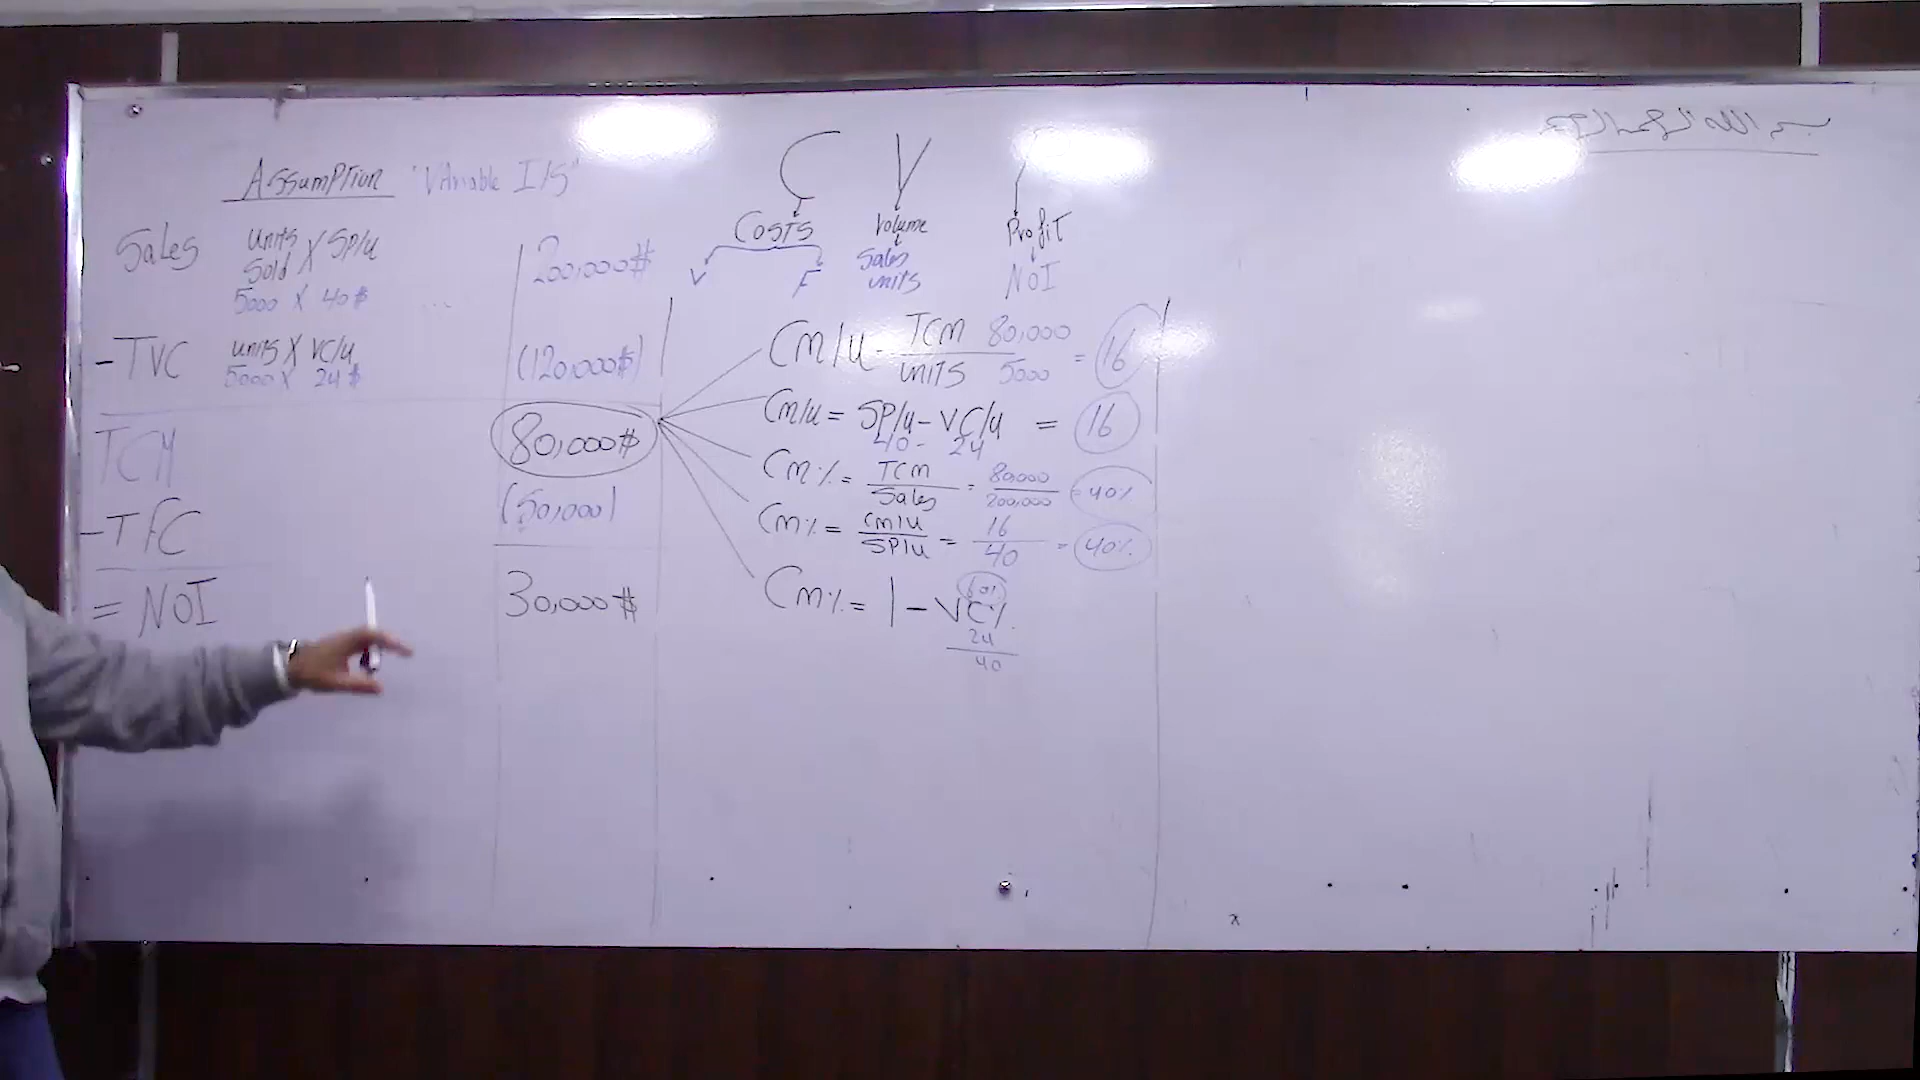 بسم الله الرحمن الرحيم
Assumption "Variable I/S"
C V P
Costs Volume Profit
V F Sales units NOI
Sales units sold X SP/u 200,000$
5000 X 40$
-TVC units X VC/u (120,000$)
5000 X 24$
TCM 80,000$
-TFC (50,000)
= NOI 30,000$
Cm/u = TCM / units 80,000 / 5000 = 16
Cm/u = SP/u - VC/u = 16
40 - 24
Cm% = TCM / Sales = 80,000 / 200,000 = 40%
Cm% = Cm/u / SP/u = 16 / 40 = 40%
60%
Cm% = 1 - VC%
24 / 40